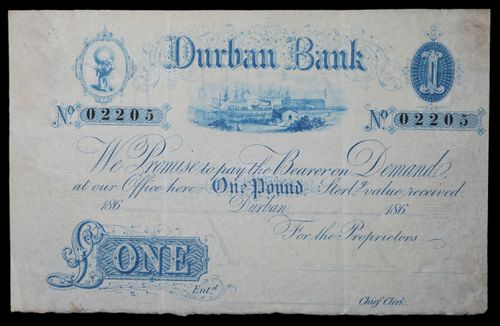 Durban Bank
1
No 02205 No 02205
We Promise to pay the Bearer on Demand
at our Office here One Pound Sterl.g value received.
186 Durban 186
For the Proprietors
£ONE
Ent.d
Chief Clerk.